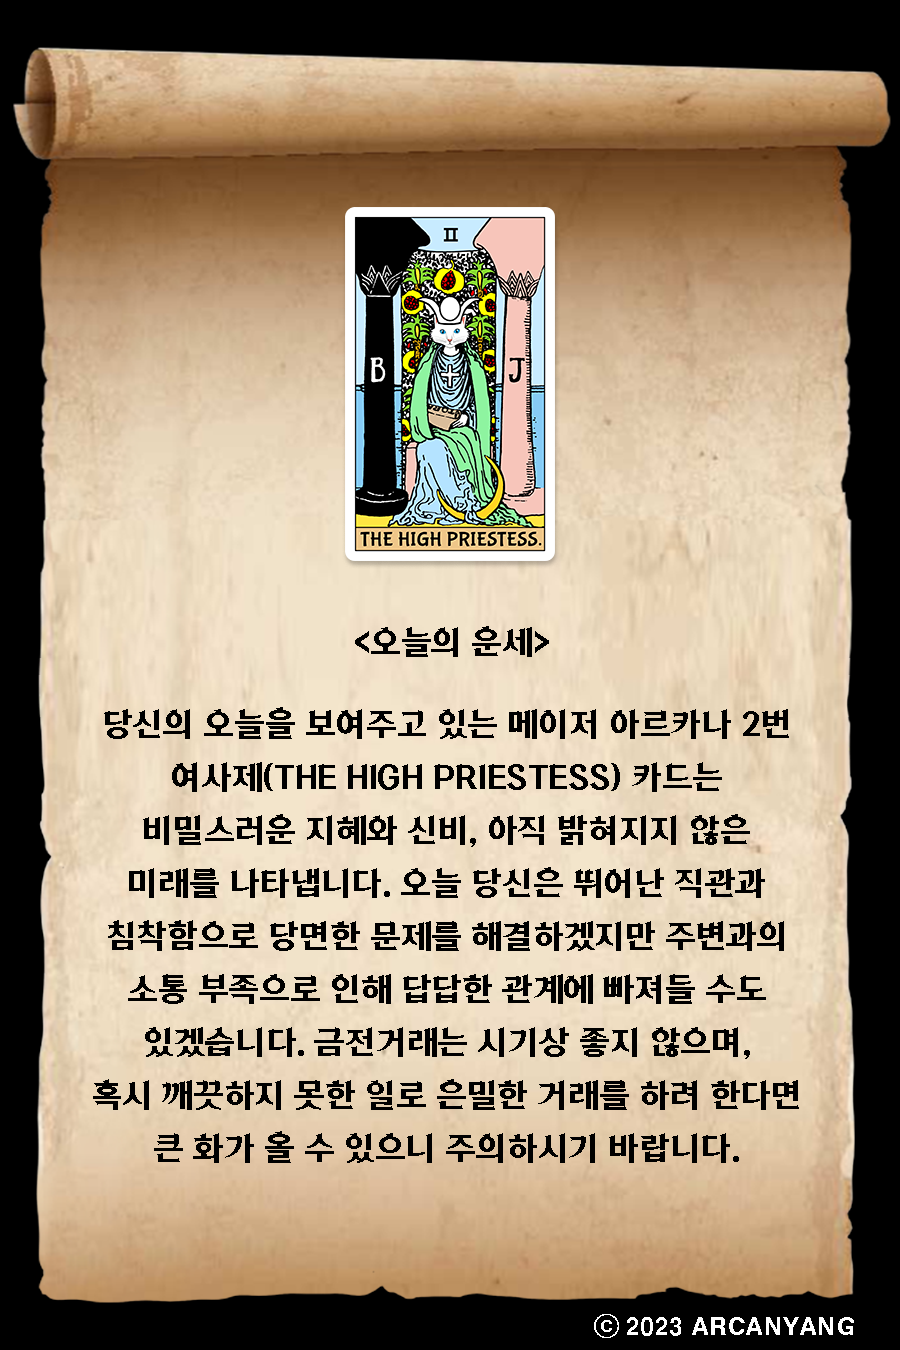 II
B
J
THE HIGH PRIESTESS.
<오늘의 운세>
당신의 오늘을 보여주고 있는 메이저 아르카나 2번
여사제(THE HIGH PRIESTESS) 카드는
비밀스러운 지혜와 신비, 아직 밝혀지지 않은
미래를 나타냅니다. 오늘 당신은 뛰어난 직관과
침착함으로 당면한 문제를 해결하겠지만 주변과의
소통 부족으로 인해 답답한 관계에 빠져들 수도
있겠습니다. 금전거래는 시기상 좋지 않으며,
혹시 깨끗하지 못한 일로 은밀한 거래를 하려 한다면
큰 화가 올 수 있으니 주의하시기 바랍니다.
ⓒ 2023 ARCANYANG